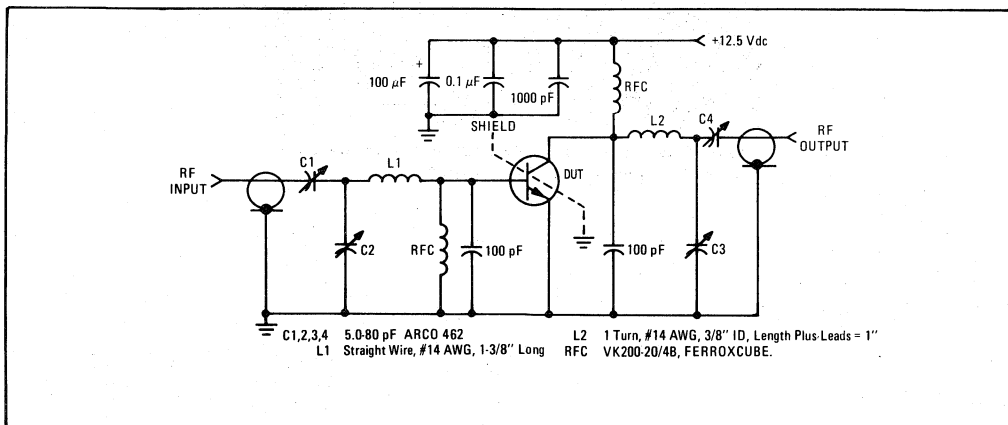 +12.5 Vdc
+
100 µF
0.1 µF
1000 pF
RFC
SHIELD
L2
C4
RF
OUTPUT
C1
L1
DUT
RF
INPUT
C2
RFC
100 pF
100 pF
C3
C1,2,3,4 5.0-80 pF ARCO 462
L1 Straight Wire, #14 AWG, 1-3/8" Long
L2 1 Turn, #14 AWG, 3/8" ID, Length Plus Leads = 1"
RFC VK200-20/4B, FERROXCUBE.